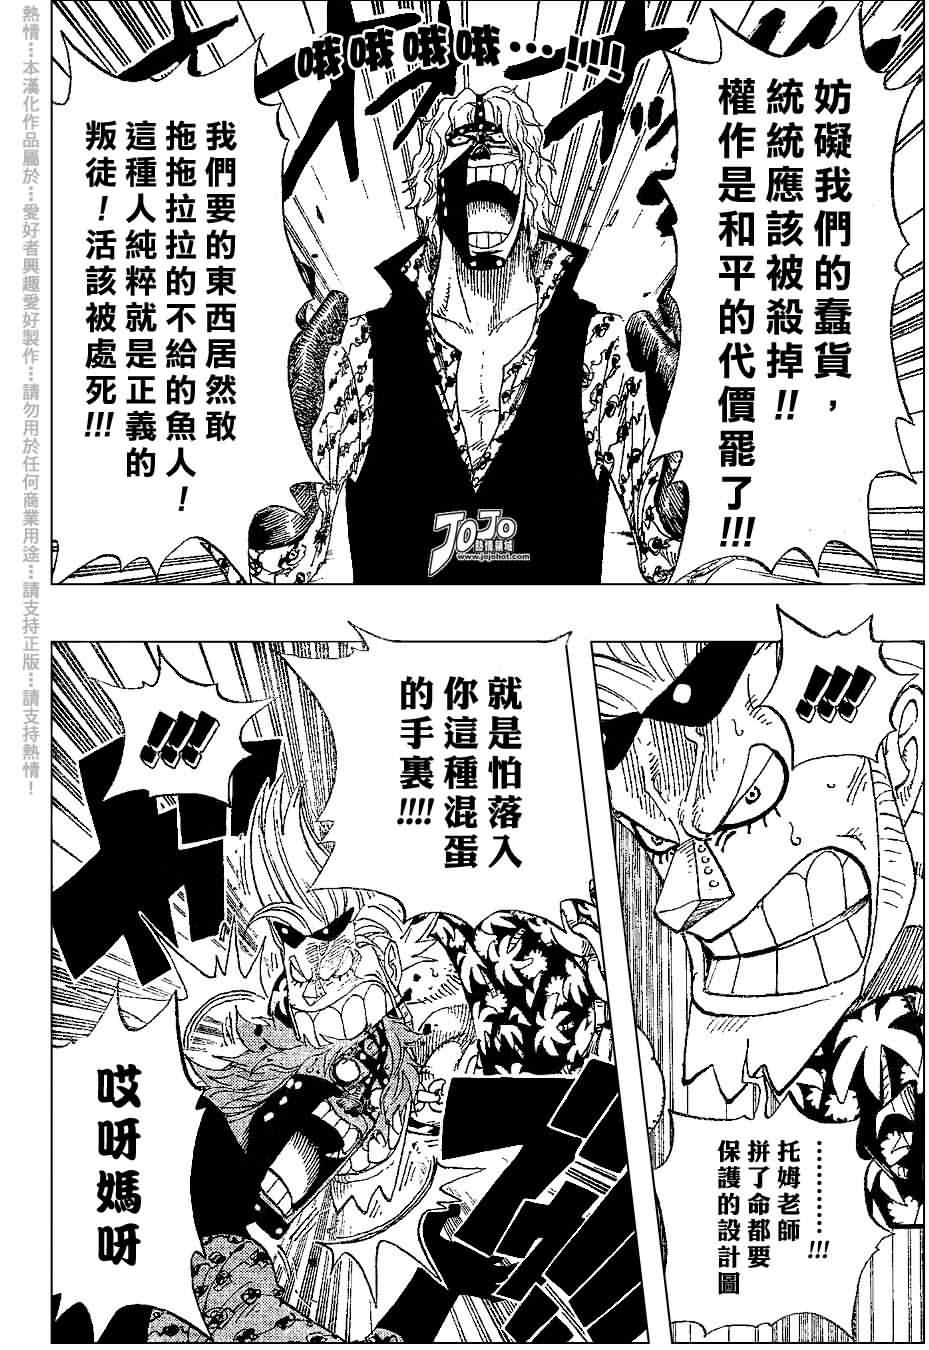 妨礙我們的蠢貨，
統統應該被殺掉!!
權作是和平的代價罷了!!!
哦哦哦哦…!!!!
我們要的東西居然敢
拖拖拉拉的不給的魚人!
這種人純粹就是正義的
叛徒！活該被處死!!!
JoJo
熱情領域
www.jojohot.com
!!!!
…………!!!
托姆老師
拼了命都要
保護的設計圖
就是怕落入
你這種混蛋
的手裏!!!!
!!!!
哎呀媽呀
熱情…本漢化作品屬於…愛好者興趣愛好製作…請勿用於任何商業用途…請支持正版…請支持熱情！